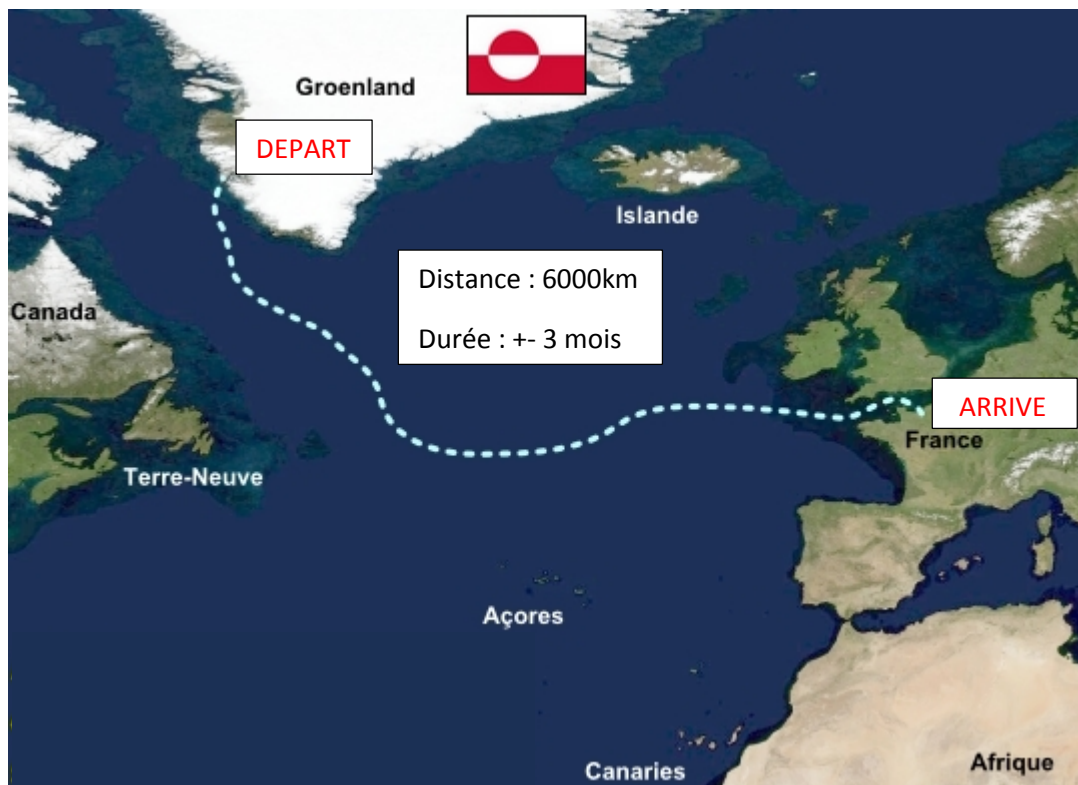 Groenland
DEPART
Islande
Distance : 6000km
Durée : +- 3 mois
Canada
ARRIVE
France
Terre-Neuve
Açores
Afrique
Canaries